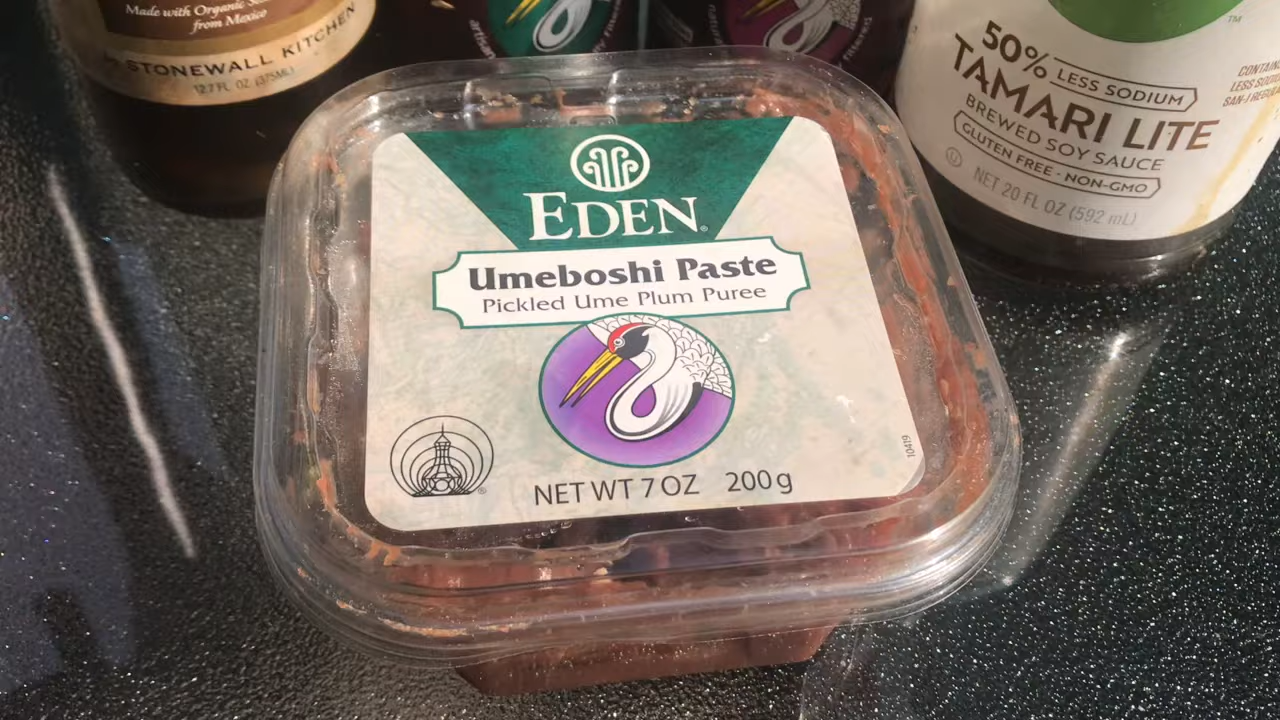 Made with Organic
from Mexico
STONEWALL KITCHEN
12.7 FL OZ (375ML)
50% LESS SODIUM
TAMARI LITE
BREWED SOY SAUCE
GLUTEN FREE · NON-GMO
U
NET 20 FL OZ (592 mL)
TM
EDEN®
Umeboshi Paste
Pickled Ume Plum Puree
10419
®
NET WT 7 OZ 200g